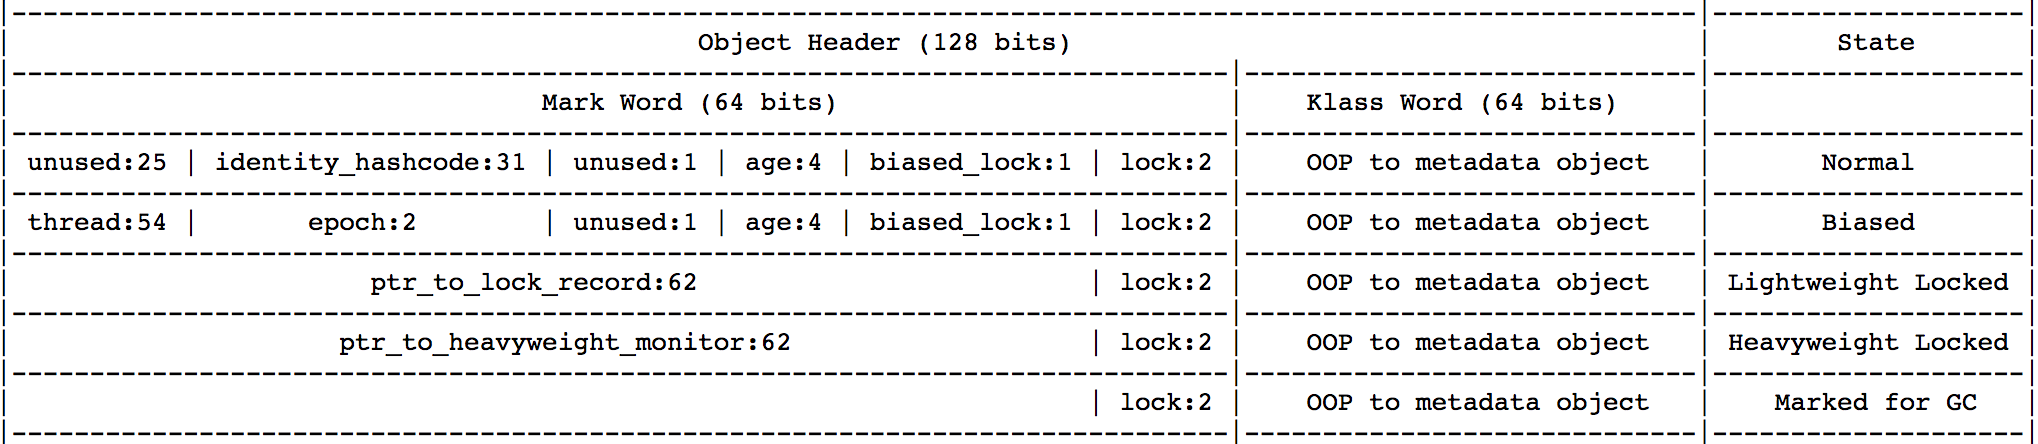 |------------------------------------------------------------------------------------------------------------|--------------------|
| Object Header (128 bits) | State |
|------------------------------------------------------------------------------|-----------------------------|--------------------|
| Mark Word (64 bits) | Klass Word (64 bits) | |
|------------------------------------------------------------------------------|-----------------------------|--------------------|
| unused:25 | identity_hashcode:31 | unused:1 | age:4 | biased_lock:1 | lock:2 | OOP to metadata object | Normal |
|------------------------------------------------------------------------------|-----------------------------|--------------------|
| thread:54 | epoch:2 | unused:1 | age:4 | biased_lock:1 | lock:2 | OOP to metadata object | Biased |
|------------------------------------------------------------------------------|-----------------------------|--------------------|
| ptr_to_lock_record:62 | lock:2 | OOP to metadata object | Lightweight Locked |
|------------------------------------------------------------------------------|-----------------------------|--------------------|
| ptr_to_heavyweight_monitor:62 | lock:2 | OOP to metadata object | Heavyweight Locked |
|------------------------------------------------------------------------------|-----------------------------|--------------------|
| | lock:2 | OOP to metadata object | Marked for GC |
|------------------------------------------------------------------------------|-----------------------------|--------------------|